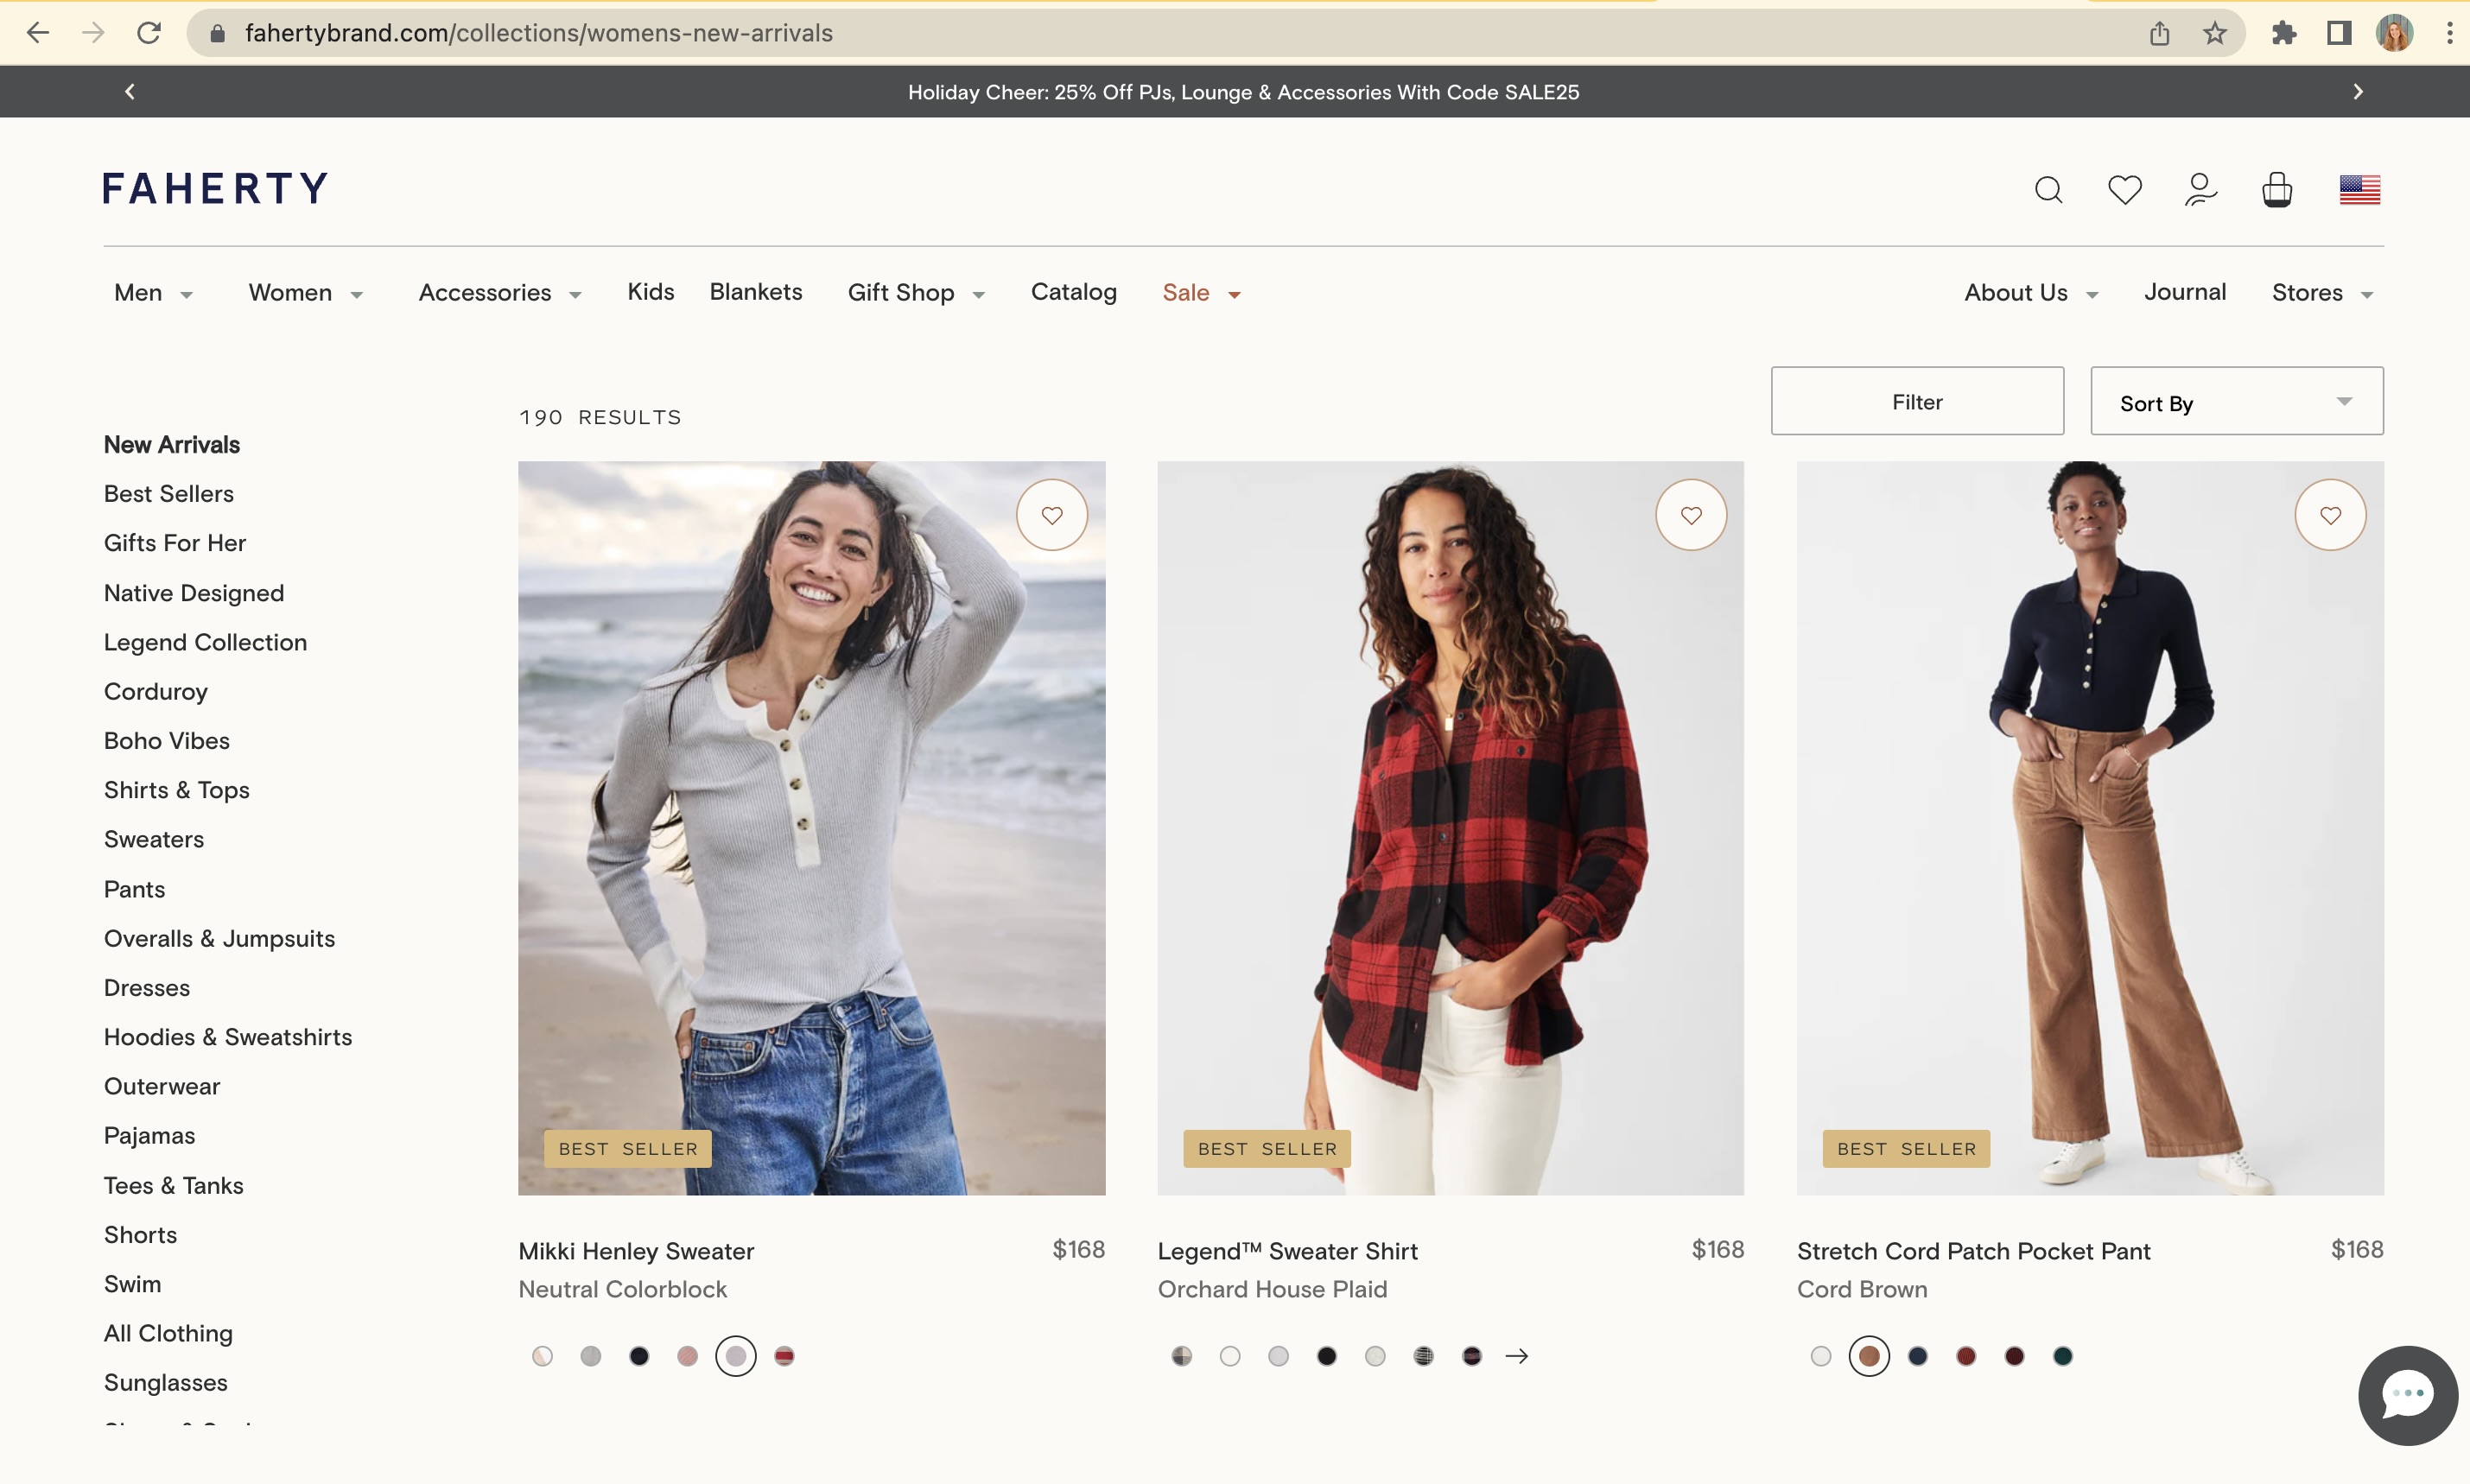 fahertybrand.com/collections/womens-new-arrivals
Holiday Cheer: 25% Off PJs, Lounge & Accessories With Code SALE25
FAHERTY
Men Women Accessories Kids Blankets Gift Shop Catalog Sale About Us Journal Stores
190 RESULTS
Filter
Sort By
New Arrivals
Best Sellers
Gifts For Her
Native Designed
Legend Collection
Corduroy
Boho Vibes
Shirts & Tops
Sweaters
Pants
Overalls & Jumpsuits
Dresses
Hoodies & Sweatshirts
Outerwear
Pajamas
Tees & Tanks
Shorts
Swim
All Clothing
Sunglasses
BEST SELLER
Mikki Henley Sweater $168
Neutral Colorblock
BEST SELLER
Legend™ Sweater Shirt $168
Orchard House Plaid
BEST SELLER
Stretch Cord Patch Pocket Pant $168
Cord Brown